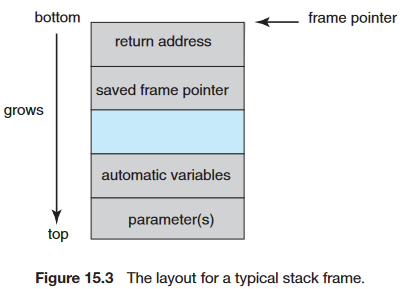 bottom
frame pointer
return address
saved frame pointer
grows
automatic variables
parameter(s)
top
Figure 15.3 The layout for a typical stack frame.